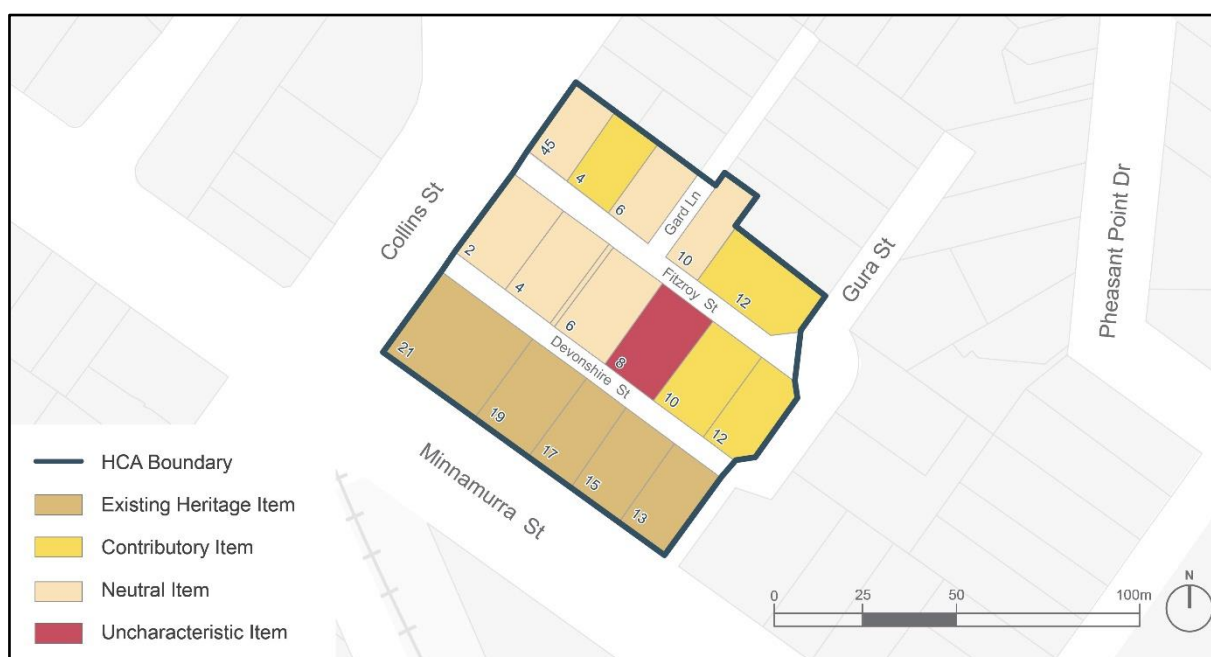 45
4
6
Gard Ln
10
12
Fitzroy St
Collins St
Gura St
Pheasant Point Dr
2
4
6
8
10
12
Devonshire St
21
19
17
15
13
Minnamurra St
HCA Boundary
Existing Heritage Item
Contributory Item
Neutral Item
Uncharacteristic Item
0 25 50 100m
N